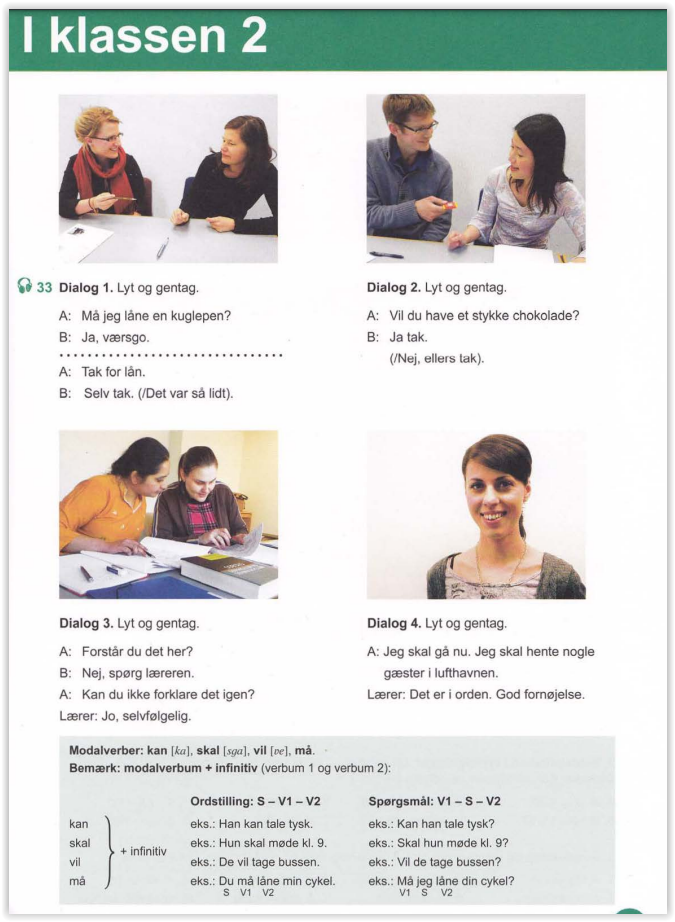 I klassen 2
33 Dialog 1. Lyt og gentag.
A: Må jeg låne en kuglepen?
B: Ja, værsgo.
A: Tak for lån.
B: Selv tak. (/Det var så lidt).
Dialog 2. Lyt og gentag.
A: Vil du have et stykke chokolade?
B: Ja tak.
(/Nej, ellers tak).
Dialog 3. Lyt og gentag.
A: Forstår du det her?
B: Nej, spørg læreren.
A: Kan du ikke forklare det igen?
Lærer: Jo, selvfølgelig.
Dialog 4. Lyt og gentag.
A: Jeg skal gå nu. Jeg skal hente nogle
gæster i lufthavnen.
Lærer: Det er i orden. God fornøjelse.
Modalverber: kan [ka], skal [sga], vil [ve], må.
Bemærk: modalverbum + infinitiv (verbum 1 og verbum 2):
Ordstilling: S – V1 – V2
Spørgsmål: V1 – S – V2
kan
skal
vil
må
+ infinitiv
eks.: Han kan tale tysk.
eks.: Hun skal møde kl. 9.
eks.: De vil tage bussen.
eks.: Du må låne min cykel.
S V1 V2
eks.: Kan han tale tysk?
eks.: Skal hun møde kl. 9?
eks.: Vil de tage bussen?
eks.: Må jeg låne din cykel?
V1 S V2